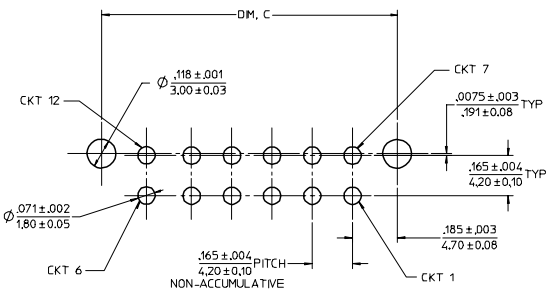 DIM, C
Ø .118 ±.001
3.00 ±0.03
CKT 12
CKT 7
.0075 ±.003 TYP
.191 ±0.08
.165 ±.004 TYP
4.20 ±0.10
Ø .071 ±.002
1.80 ±0.05
.185 ±.003
4.70 ±0.08
CKT 6
.165 ±.004 PITCH
4.20 ±0.10
NON-ACCUMULATIVE
CKT 1